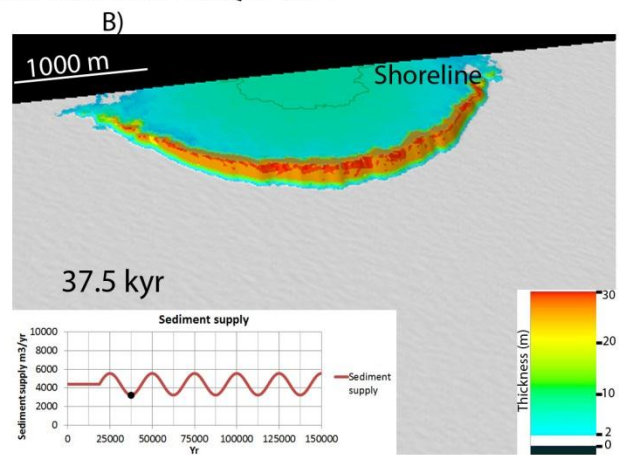 B)
1000 m
Shoreline
37.5 kyr
Sediment supply
Sediment supply m3/yr
10000
8000
6000
4000
2000
0
0
25000
50000
75000
100000
125000
150000
Yr
Sediment
supply
Thickness (m)
30
20
10
2
0